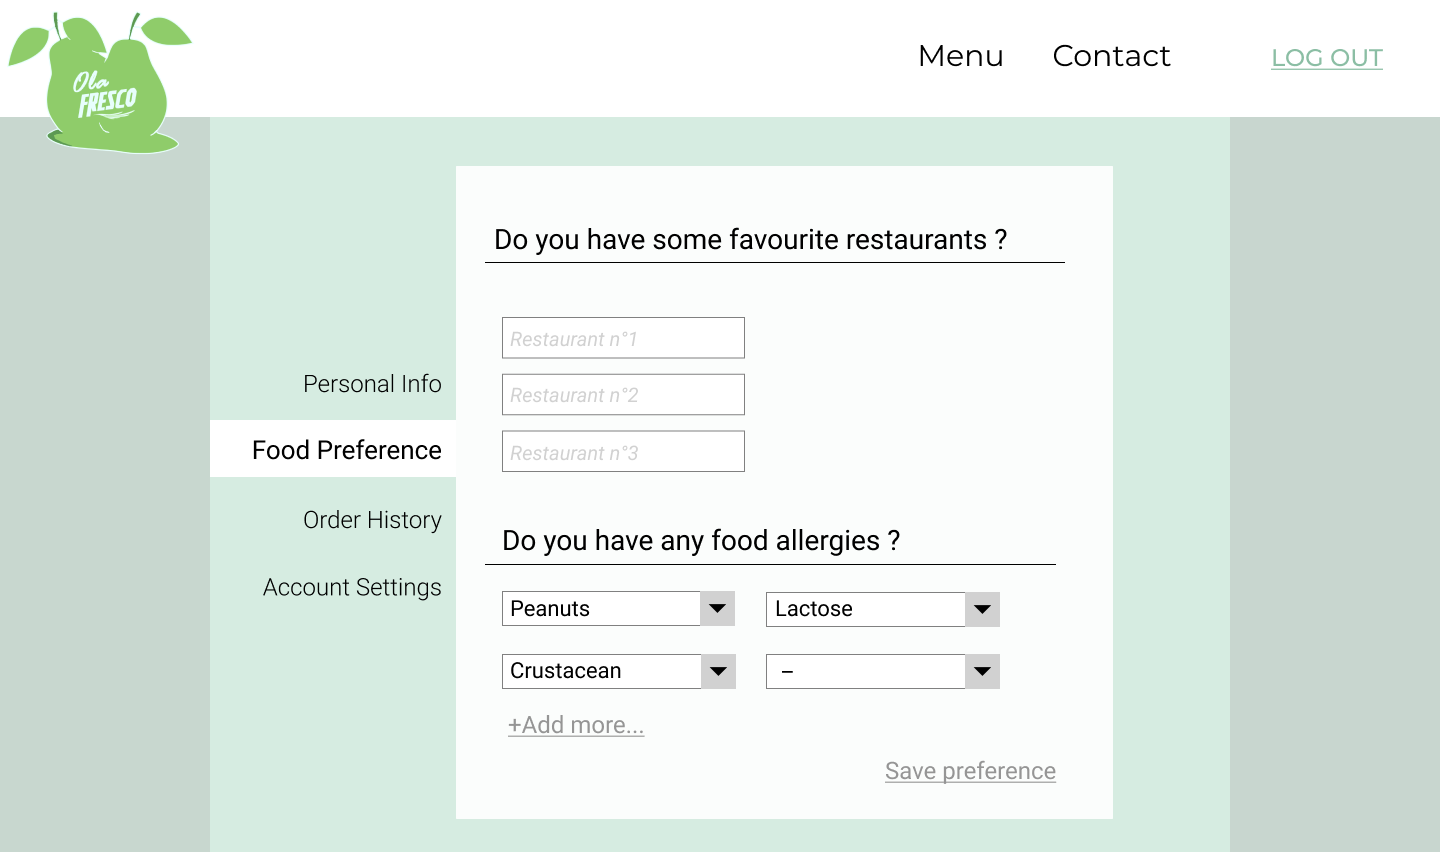 Ola
FRESCO
Menu
Contact
LOG OUT
Do you have some favourite restaurants ?
Restaurant n°1
Restaurant n°2
Restaurant n°3
Personal Info
Food Preference
Order History
Account Settings
Do you have any food allergies ?
Peanuts
Lactose
Crustacean
–
+Add more...
Save preference